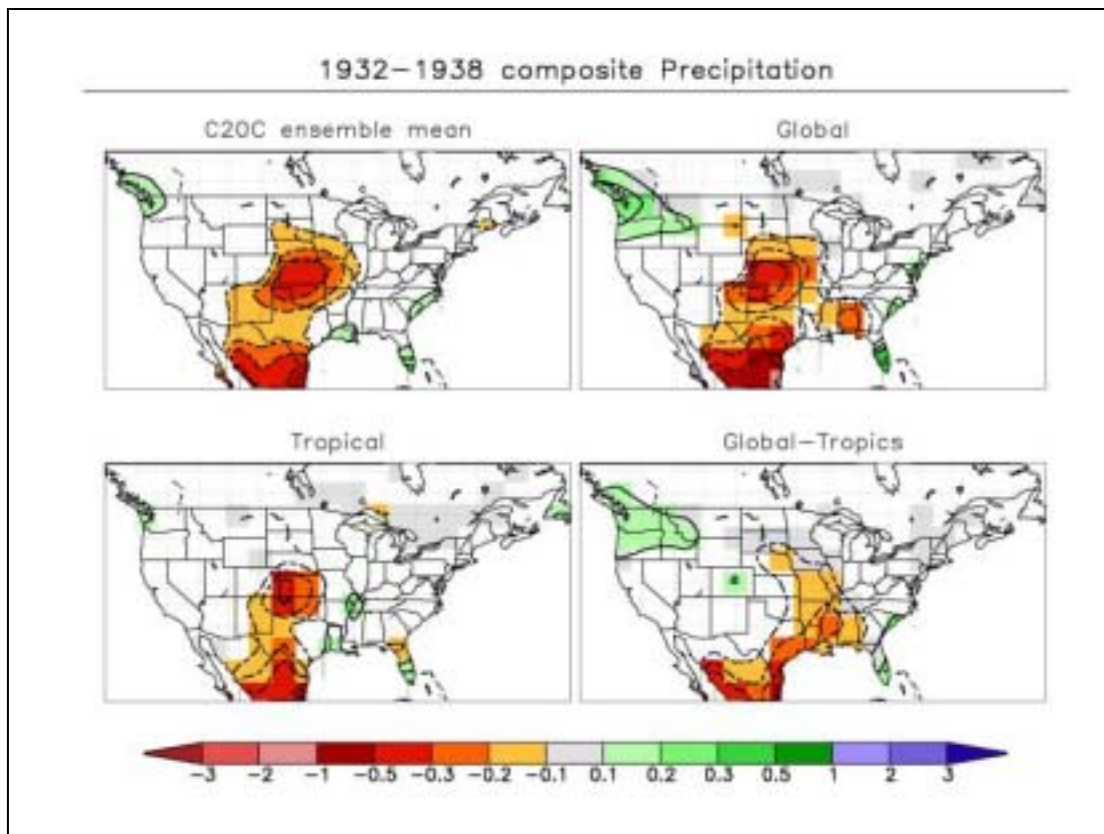 1932-1938 composite Precipitation
C20C ensemble mean
Global
Tropical
Global-Tropics
-3 -2 -1 -0.5 -0.3 -0.2 -0.1 0.1 0.2 0.3 0.5 1 2 3